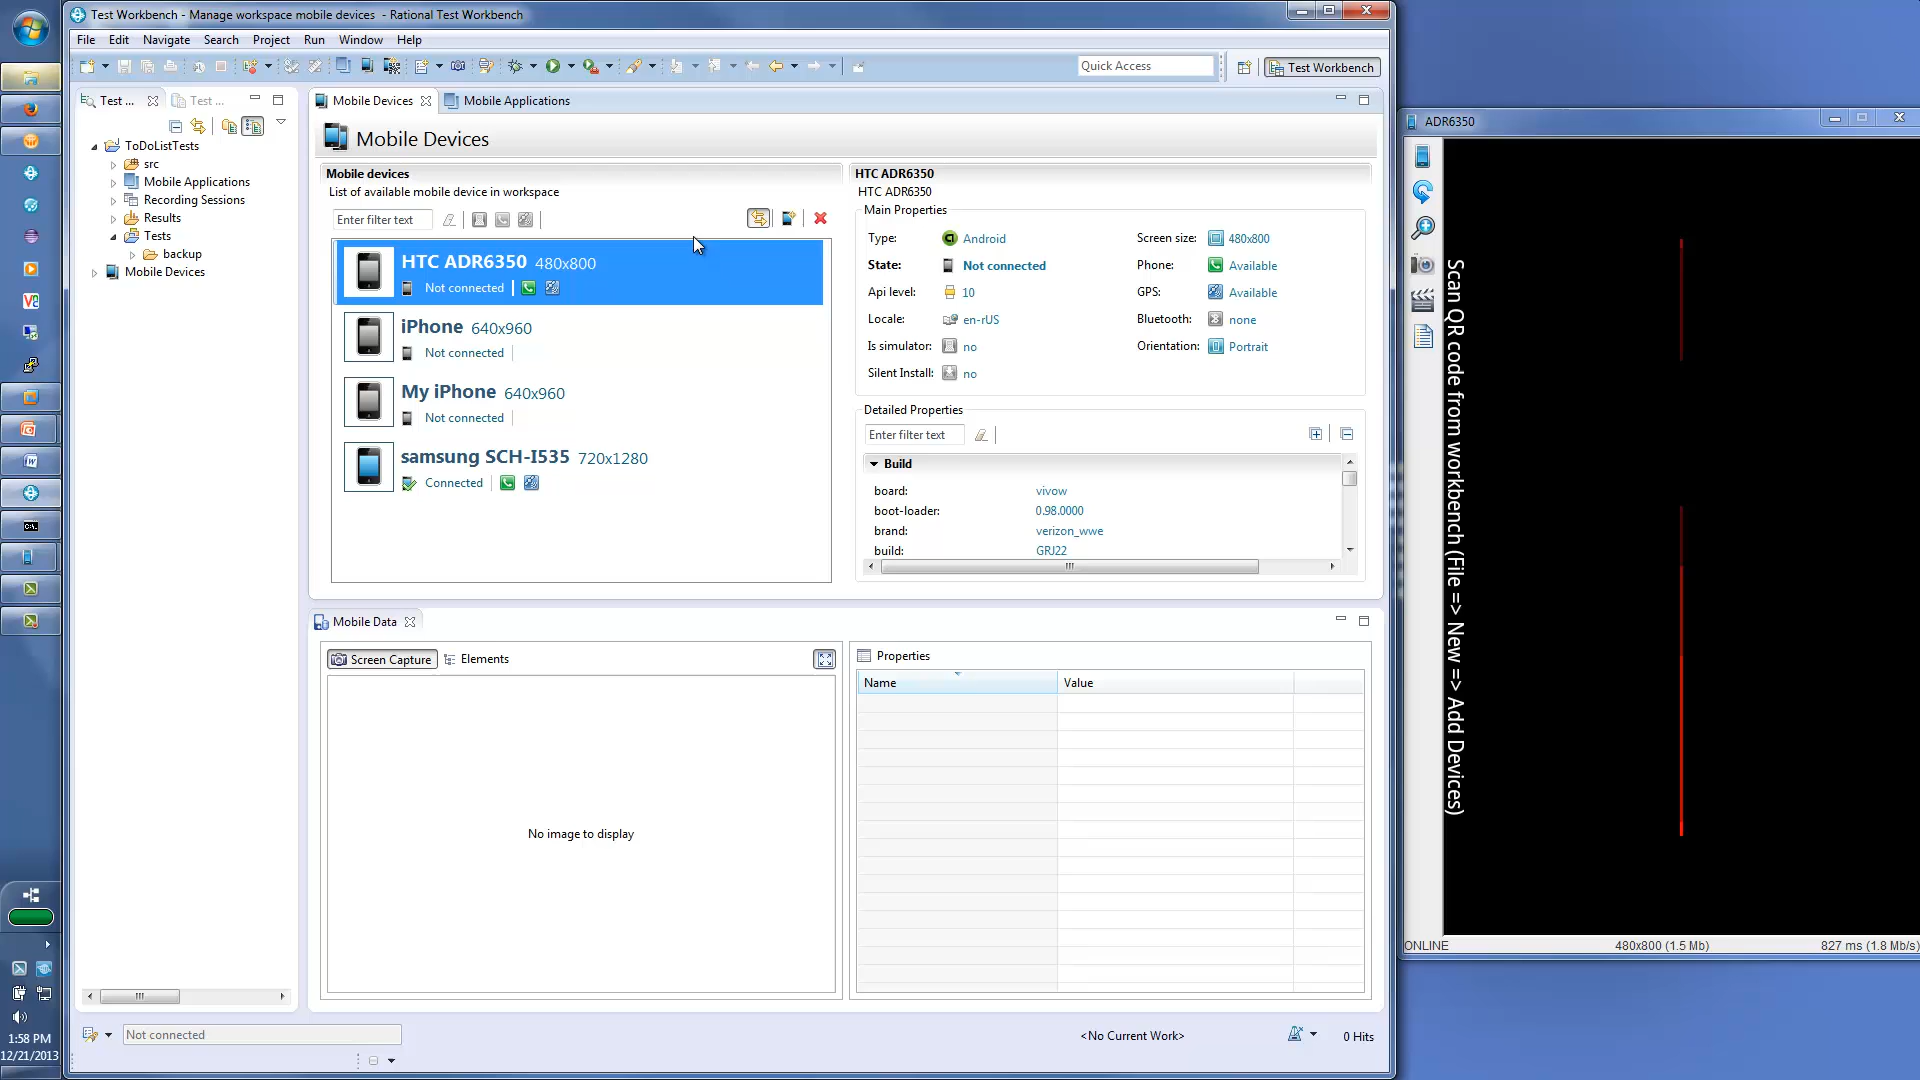 Test Workbench - Manage workspace mobile devices - Rational Test Workbench
File Edit Navigate Search Project Run Window Help
Quick Access
Test Workbench
Test ...
Test ...
ToDoListTests
src
Mobile Applications
Recording Sessions
Results
Tests
backup
Mobile Devices
Mobile Devices
Mobile Applications
Mobile Devices
Mobile devices
List of available mobile device in workspace
Enter filter text
HTC ADR6350 480x800
Not connected
iPhone 640x960
Not connected
My iPhone 640x960
Not connected
samsung SCH-I535 720x1280
Connected
HTC ADR6350
HTC ADR6350
Main Properties
Type: Android
Screen size: 480x800
State: Not connected
Phone: Available
Api level: 10
GPS: Available
Locale: en-rUS
Bluetooth: none
Is simulator: no
Orientation: Portrait
Silent Install: no
Detailed Properties
Enter filter text
Build
board: vivow
boot-loader: 0.98.0000
brand: verizon_wwe
build: GRJ22
Mobile Data
Screen Capture
Elements
No image to display
Properties
Name Value
Not connected
<No Current Work>
0 Hits
ADR6350
Scan QR code from workbench (File => New => Add Devices)
ONLINE
480x800 (1.5 Mb)
827 ms (1.8 Mb/s)
1:58 PM
12/21/2013